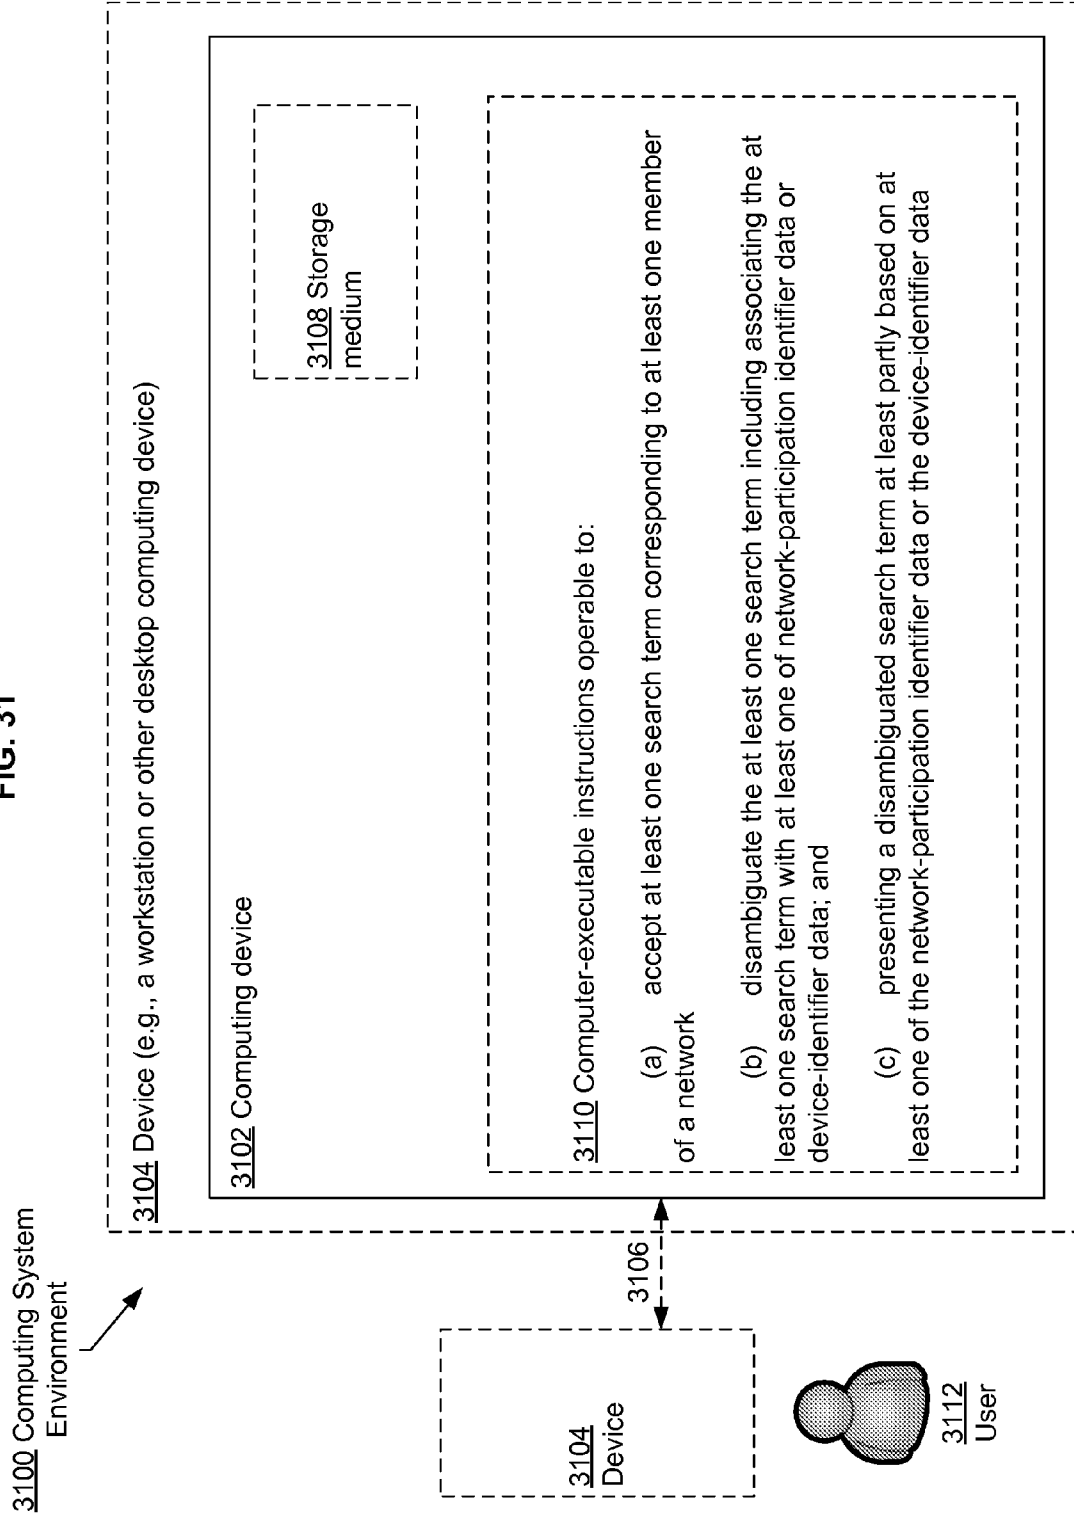 FIG. 31
3100 Computing System
Environment
3104 Device (e.g., a workstation or other desktop computing device)
3102 Computing device
3108 Storage
medium
3110 Computer-executable instructions operable to:
(a) accept at least one search term corresponding to at least one member
of a network
(b) disambiguate the at least one search term including associating the at
least one search term with at least one of network-participation identifier data or
device-identifier data; and
(c) presenting a disambiguated search term at least partly based on at
least one of the network-participation identifier data or the device-identifier data
3106
3104
Device
3112
User